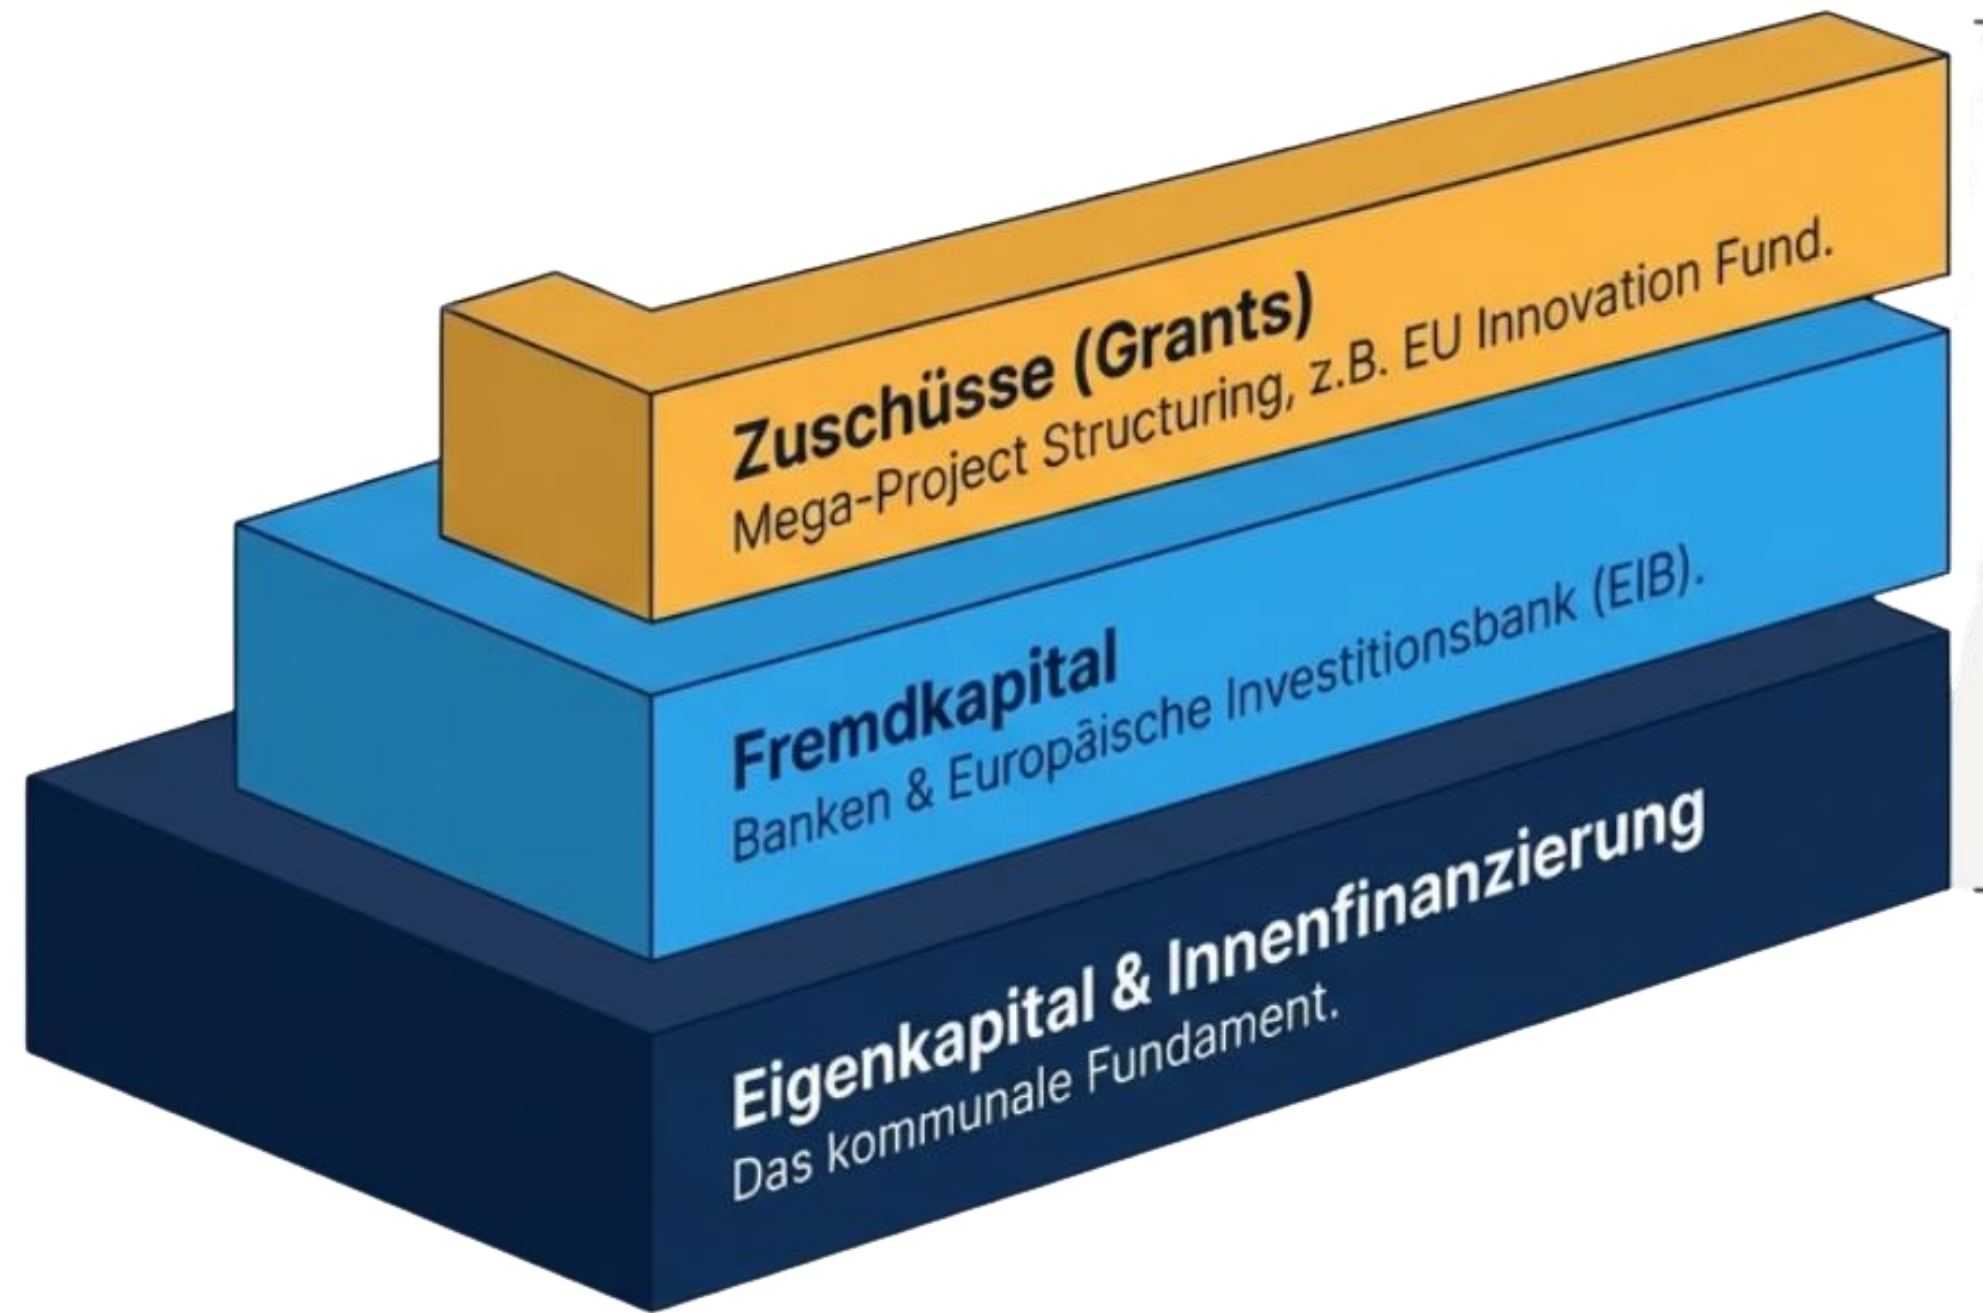 Zuschüsse (Grants)
Mega-Project Structuring, z.B. EU Innovation Fund.
Fremdkapital
Banken & Europäische Investitionsbank (EIB).
Eigenkapital & Innenfinanzierung
Das kommunale Fundament.